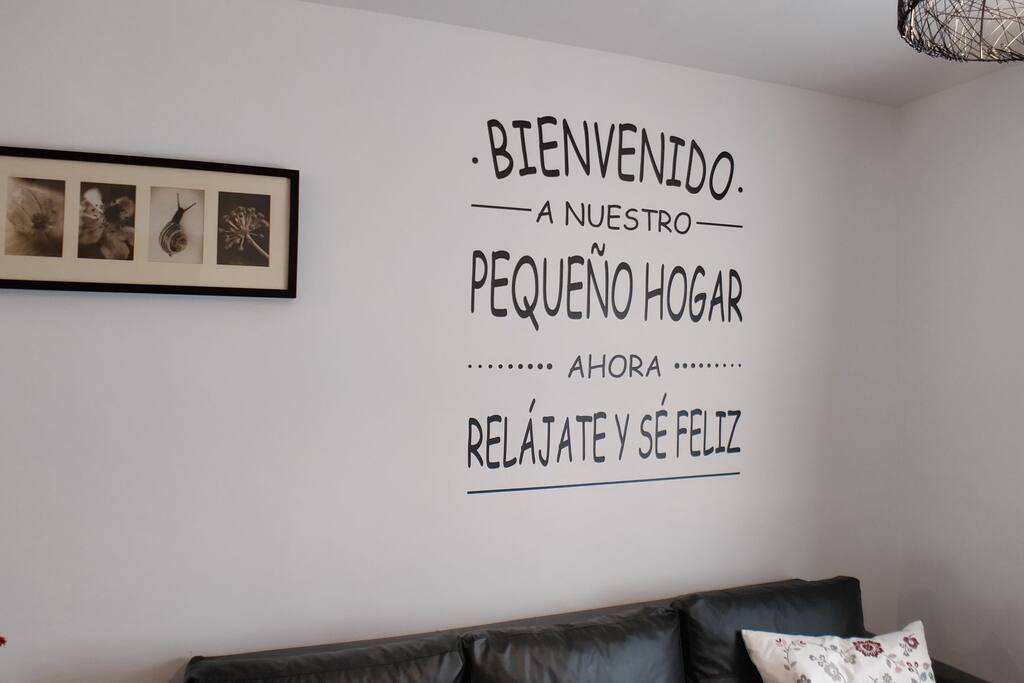 · BIENVENIDO ·
A NUESTRO
PEQUEÑO HOGAR
AHORA
RELÁJATE Y SÉ FELIZ